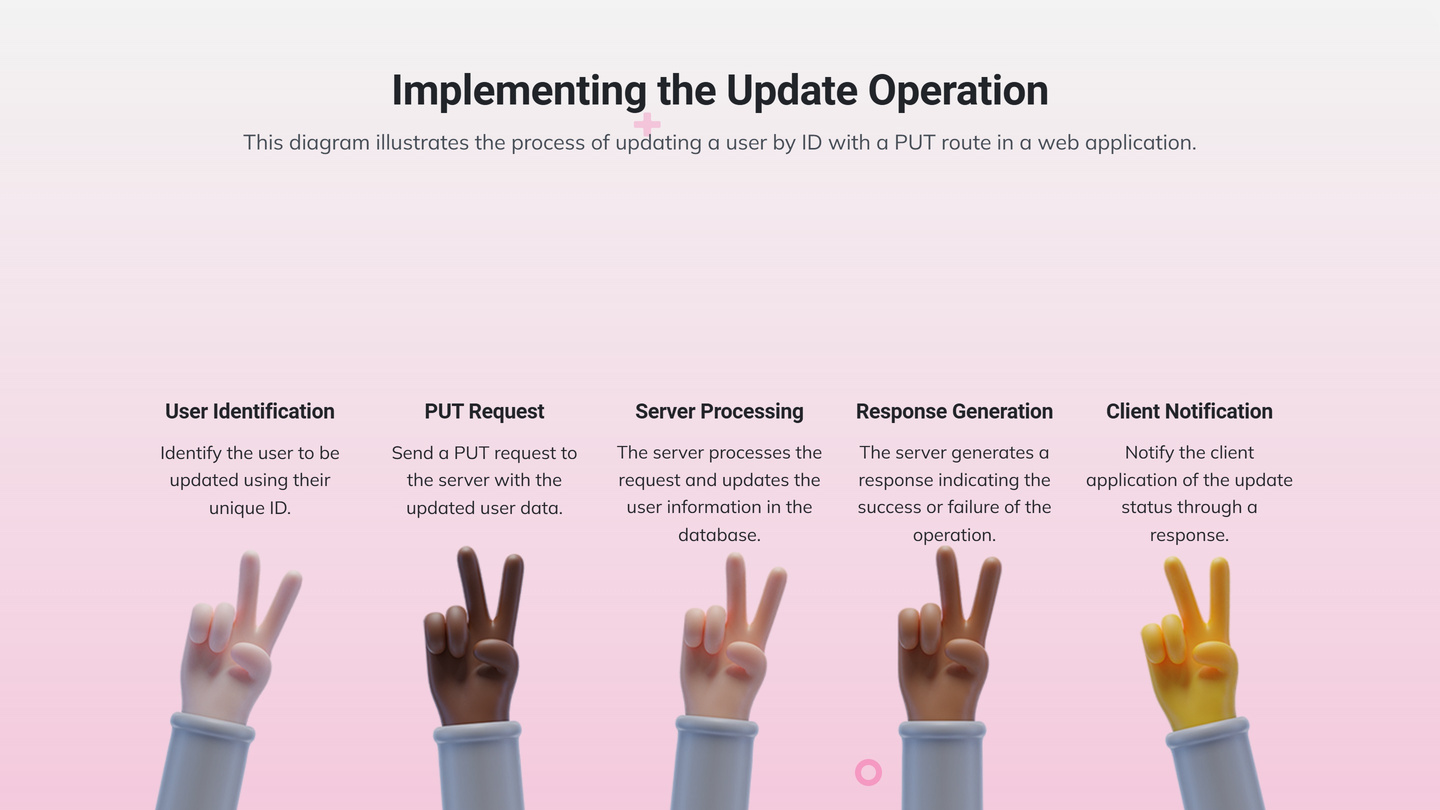 Implementing the Update Operation
This diagram illustrates the process of updating a user by ID with a PUT route in a web application.
User Identification
Identify the user to be
updated using their
unique ID.
PUT Request
Send a PUT request to
the server with the
updated user data.
Server Processing
The server processes the
request and updates the
user information in the
database.
Response Generation
The server generates a
response indicating the
success or failure of the
operation.
Client Notification
Notify the client
application of the update
status through a
response.